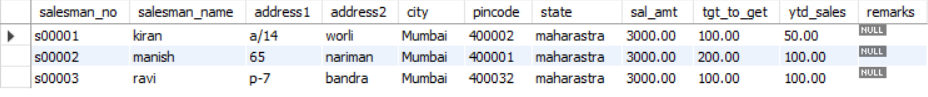 salesman_no salesman_name address1 address2 city pincode state sal_amt tgt_to_get ytd_sales remarks
s00001 kiran a/14 worli Mumbai 400002 maharastra 3000.00 100.00 50.00 NULL
s00002 manish 65 nariman Mumbai 400001 maharastra 3000.00 200.00 100.00 NULL
s00003 ravi p-7 bandra Mumbai 400032 maharastra 3000.00 100.00 100.00 NULL